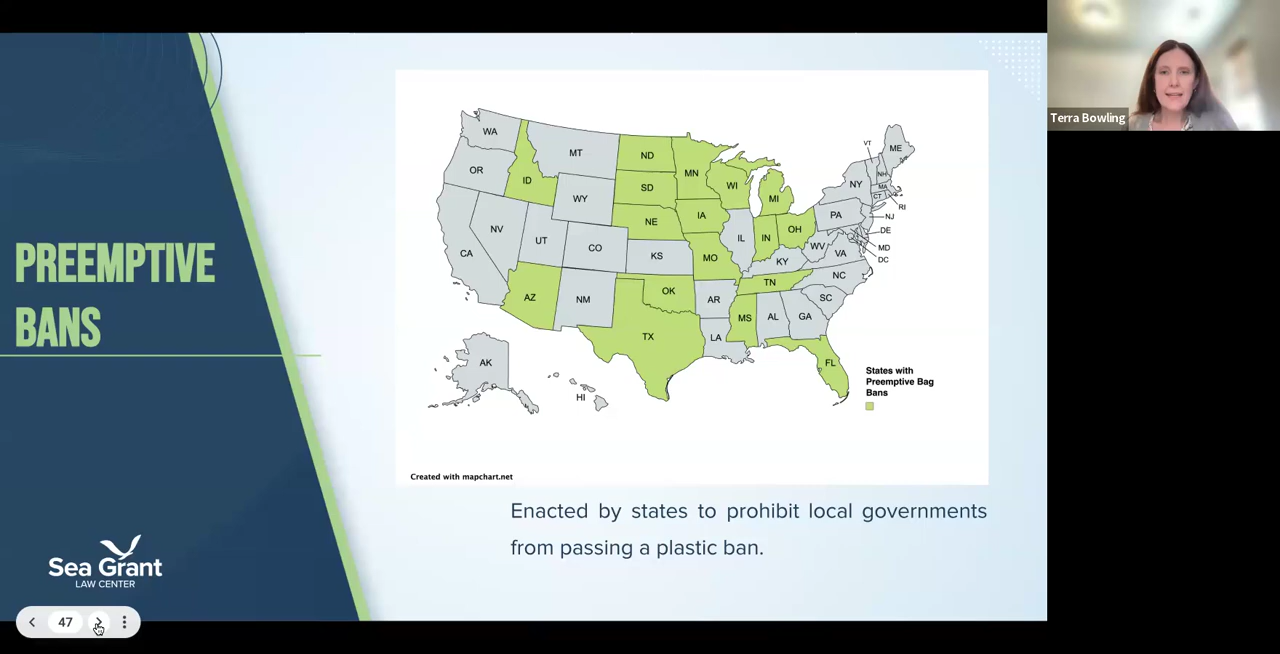 PREEMPTIVE
BANS
WA
OR
CA
NV
ID
MT
WY
UT
CO
AZ
NM
ND
SD
NE
KS
OK
TX
MN
IA
MO
AR
LA
WI
IL
MI
IN
OH
KY
TN
MS
AL
GA
FL
SC
NC
VA
WV
PA
NY
VT
NH
ME
MA
CT
RI
NJ
DE
MD
DC
AK
HI
States with
Preemptive Bag
Bans
Created with mapchart.net
Enacted by states to prohibit local governments
from passing a plastic ban.
Sea Grant
LAW CENTER
47
Terra Bowling